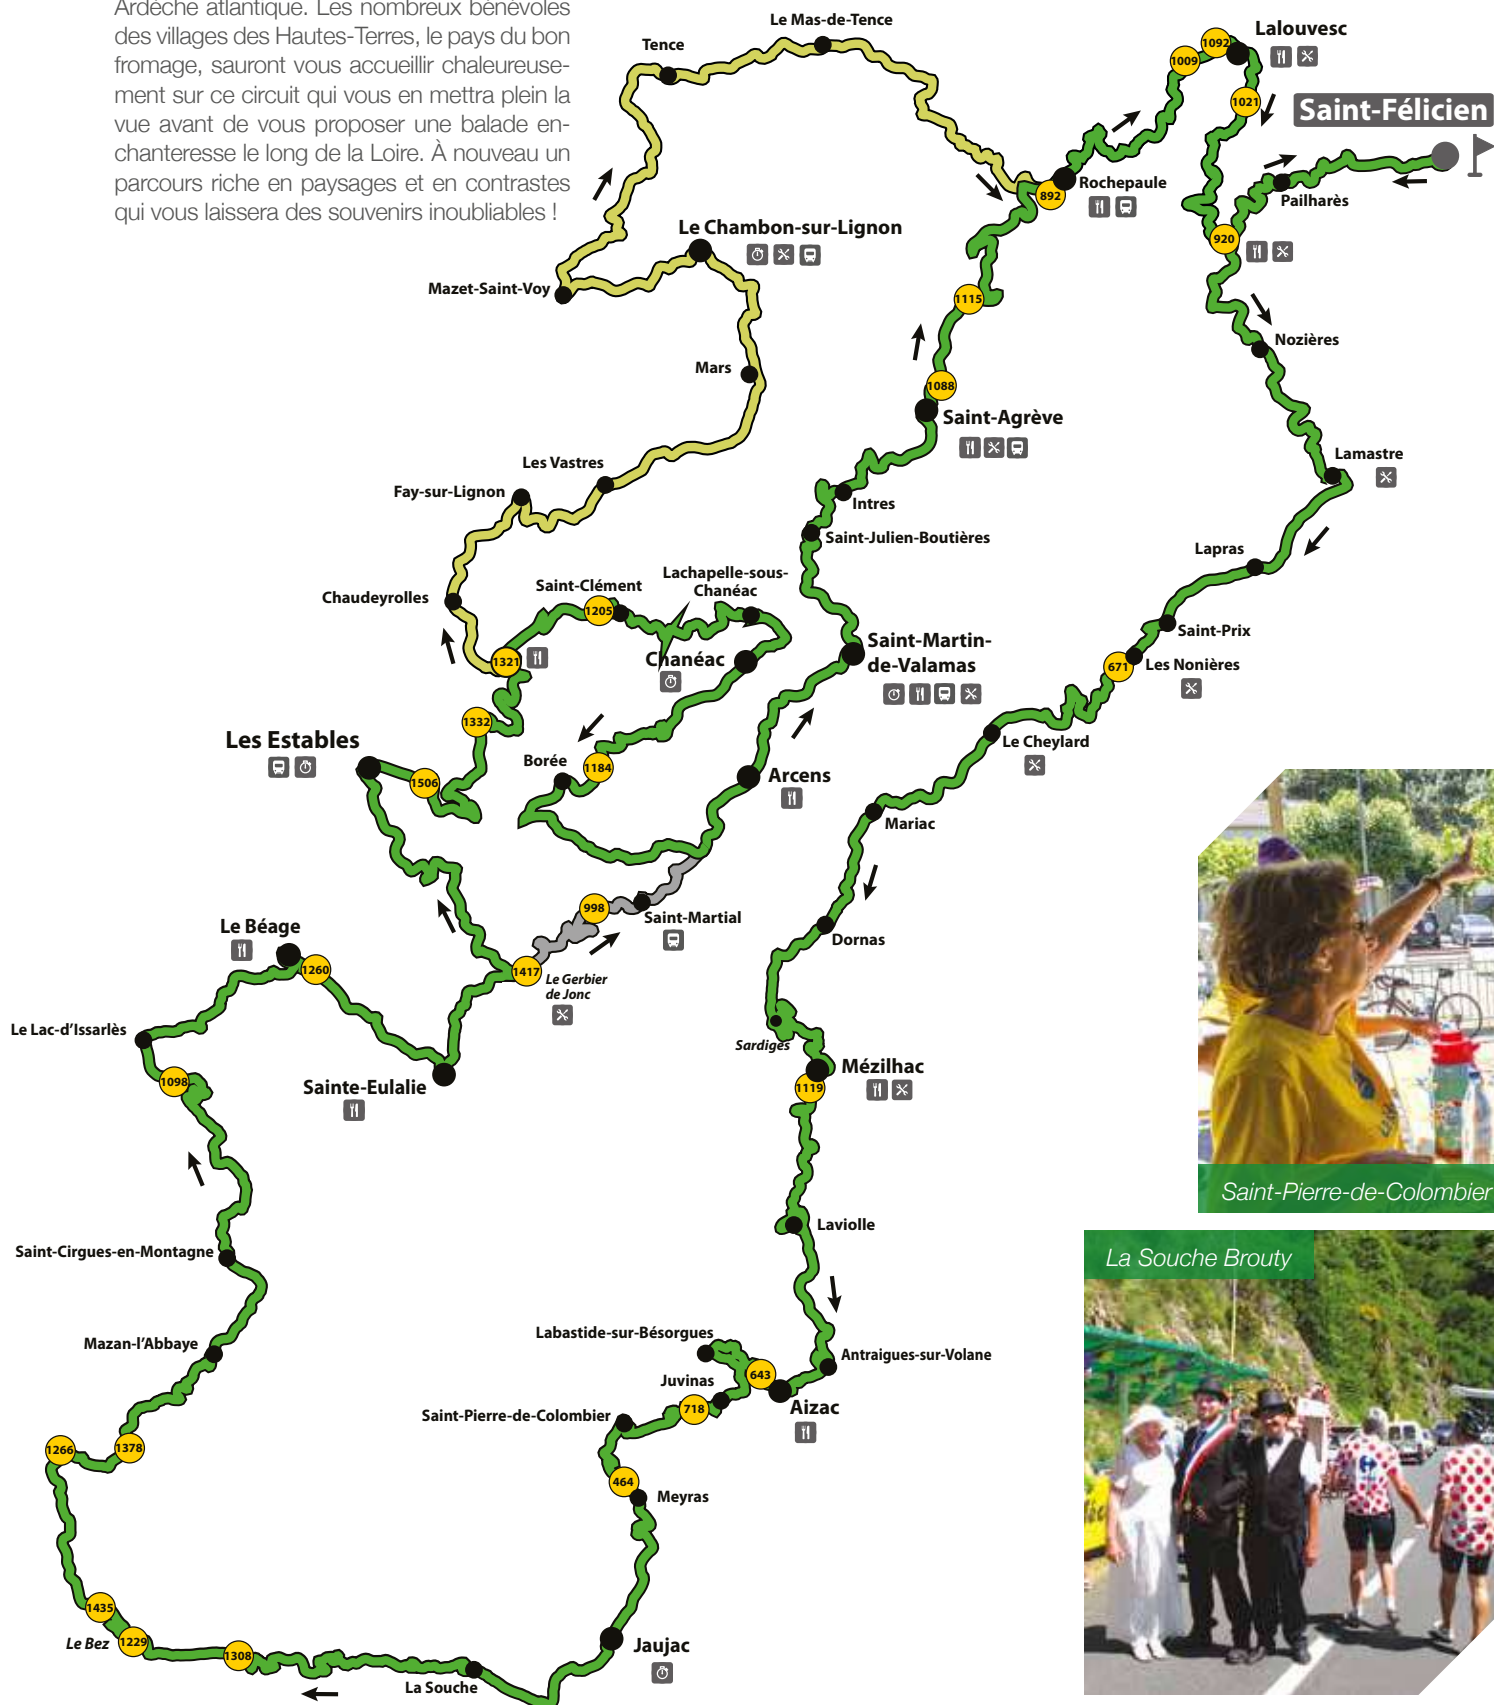 Ardèche atlantique. Les nombreux bénévoles
des villages des Hautes-Terres, le pays du bon
fromage, sauront vous accueillir chaleureuse-
ment sur ce circuit qui vous en mettra plein la
vue avant de vous proposer une balade en-
chanteresse le long de la Loire. À nouveau un
parcours riche en paysages et en contrastes
qui vous laissera des souvenirs inoubliables !
Le Mas-de-Tence
Tence
1092
Lalouvesc
1009
1021
Saint-Félicien
Rochepaule
892
Pailharès
920
Le Chambon-sur-Lignon
Mazet-Saint-Voy
1115
Nozières
Mars
1088
Saint-Agrève
Lamastre
Les Vastres
Fay-sur-Lignon
Intres
Saint-Julien-Boutières
Lapras
Lachapelle-sous-
Chanéac
Saint-Clément
Chaudeyrolles
1205
Saint-Prix
Saint-Martin-
de-Valamas
Chanéac
1321
671
Les Nonières
1332
Les Estables
Le Cheylard
Borée
1184
1506
Arcens
Mariac
998
Saint-Martial
Le Béage
Dornas
1260
1417
Le Gerbier
de Jonc
Le Lac-d’Issarlès
Sardiges
Mézilhac
1098
Sainte-Eulalie
1119
Saint-Pierre-de-Colombier
Laviolle
Saint-Cirgues-en-Montagne
La Souche Brouty
Labastide-sur-Bésorgues
Mazan-l’Abbaye
Antraigues-sur-Volane
643
Juvinas
Aizac
718
Saint-Pierre-de-Colombier
1266
1378
464
Meyras
1435
Le Bez
1229
1308
Jaujac
La Souche